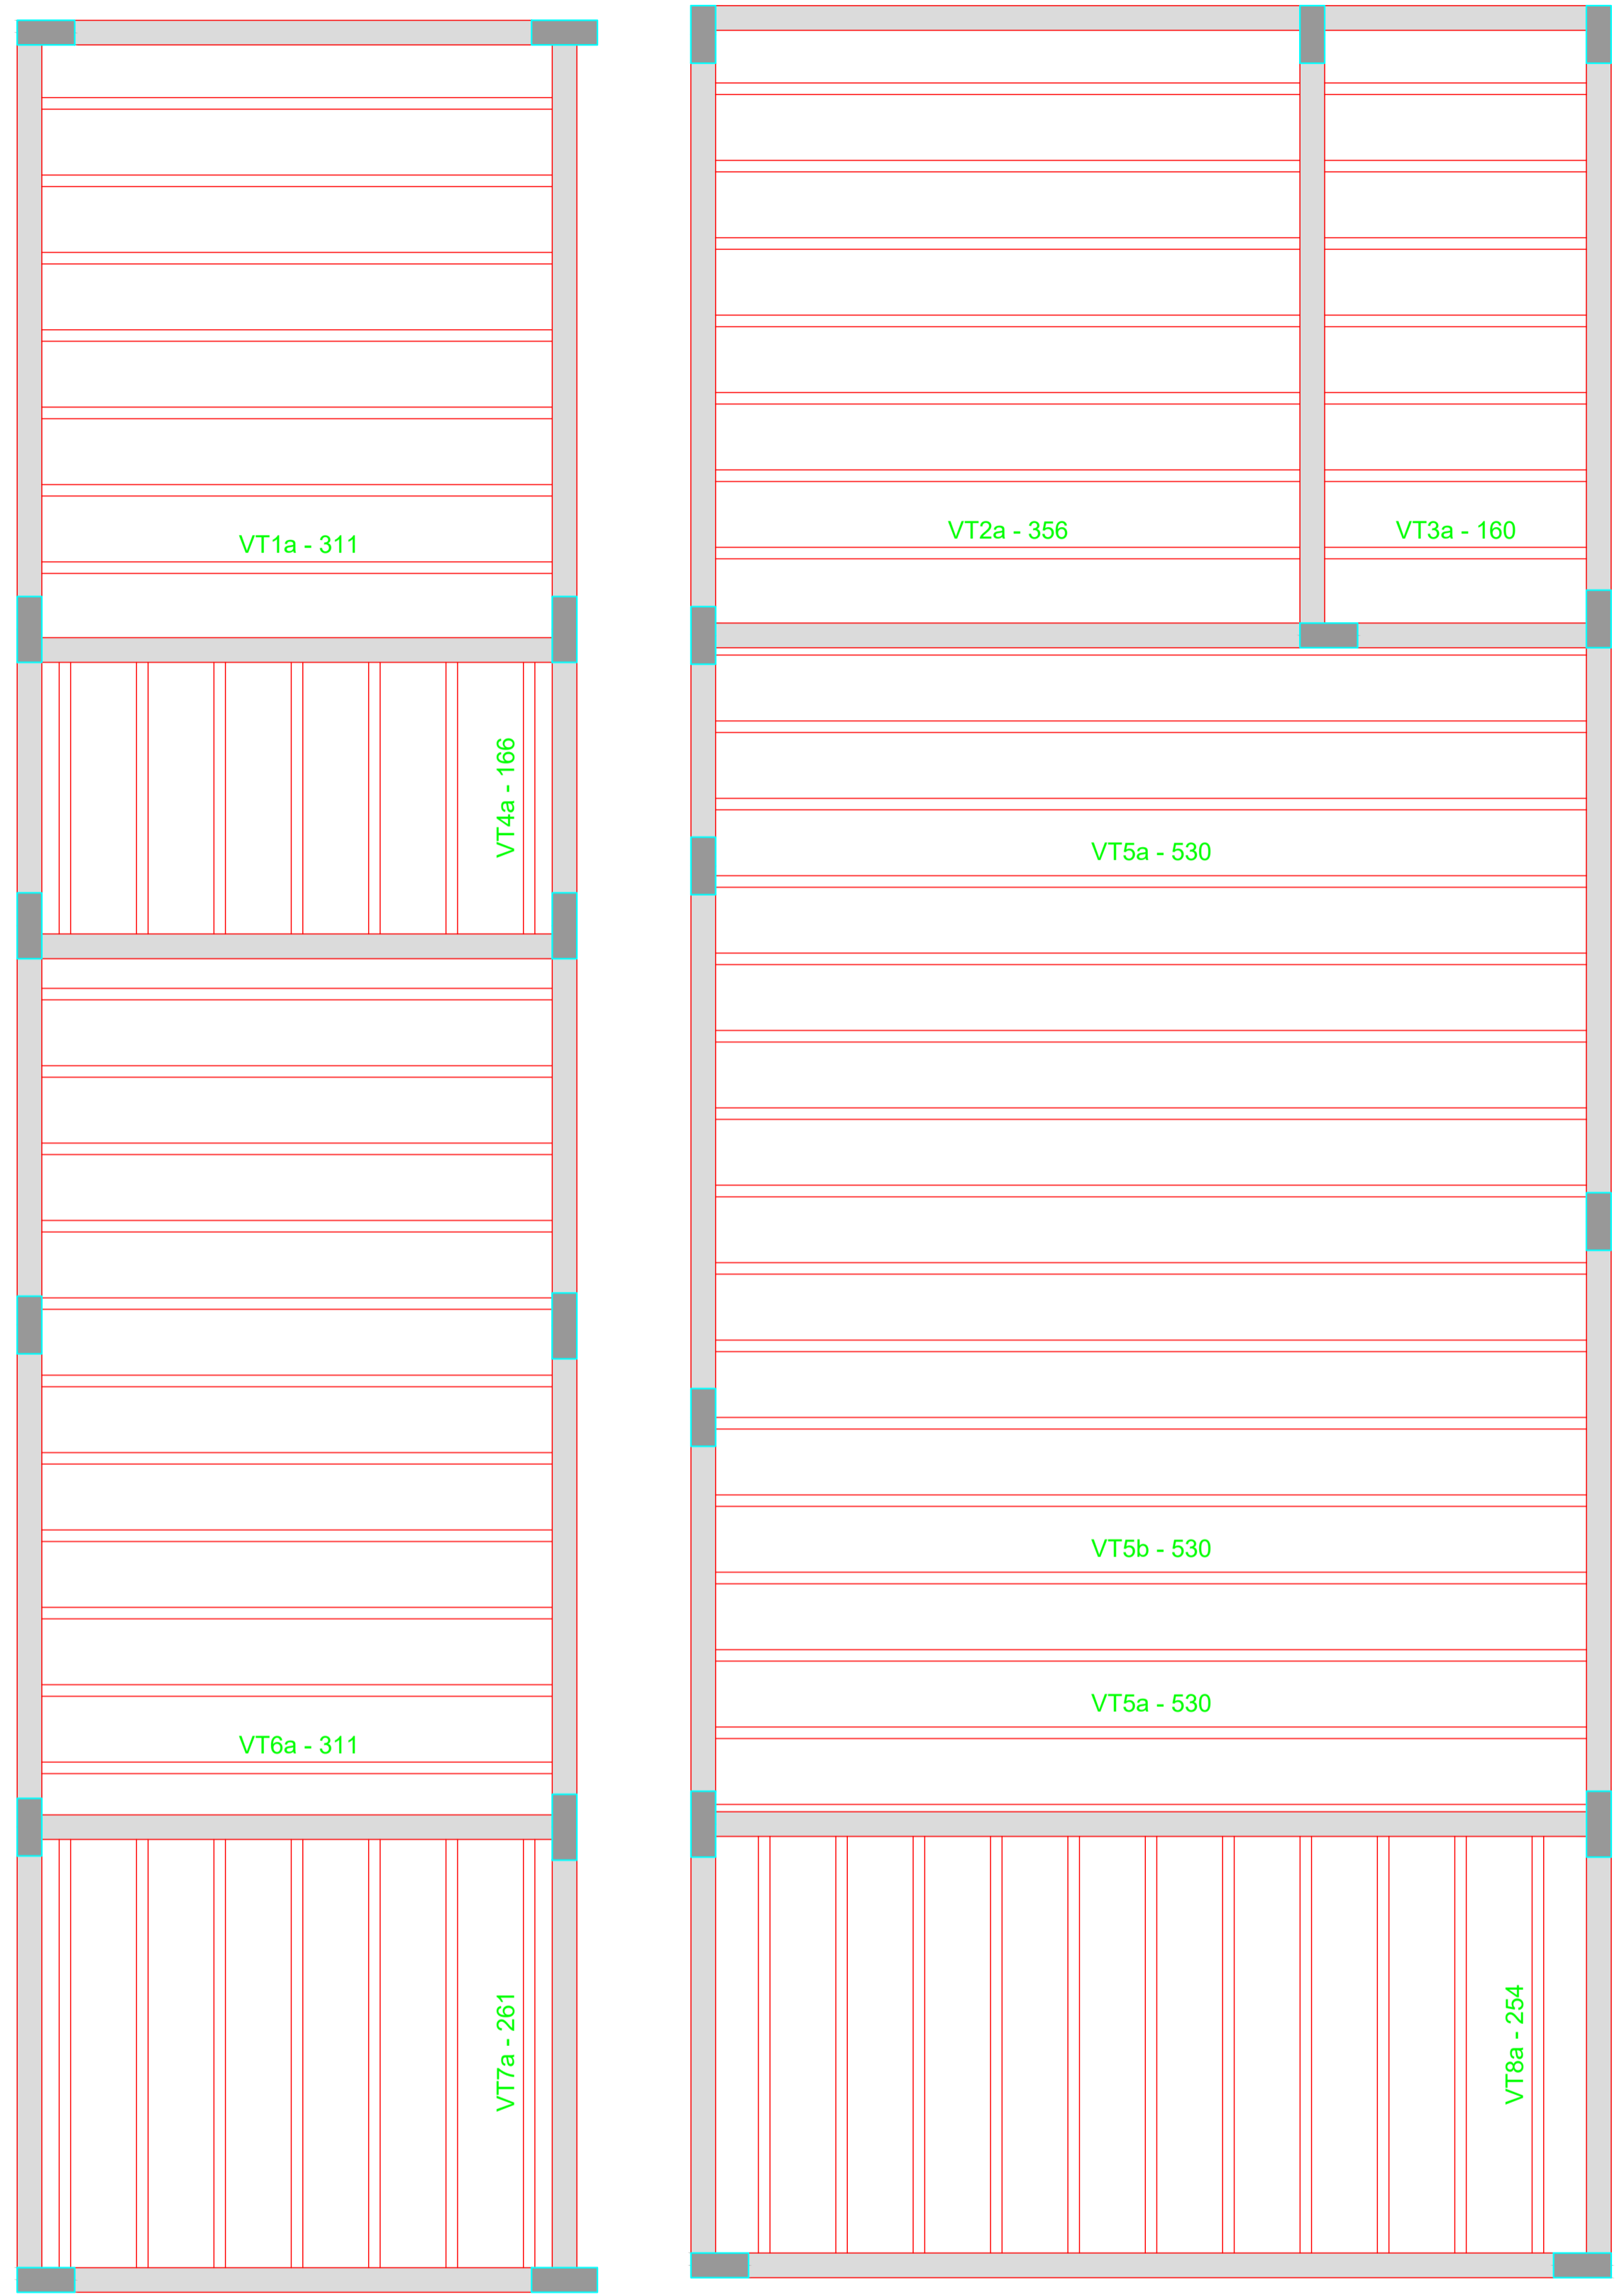 VT1a - 311
VT2a - 356
VT3a - 160
VT4a - 166
VT5a - 530
VT5b - 530
VT5a - 530
VT6a - 311
VT7a - 261
VT8a - 254